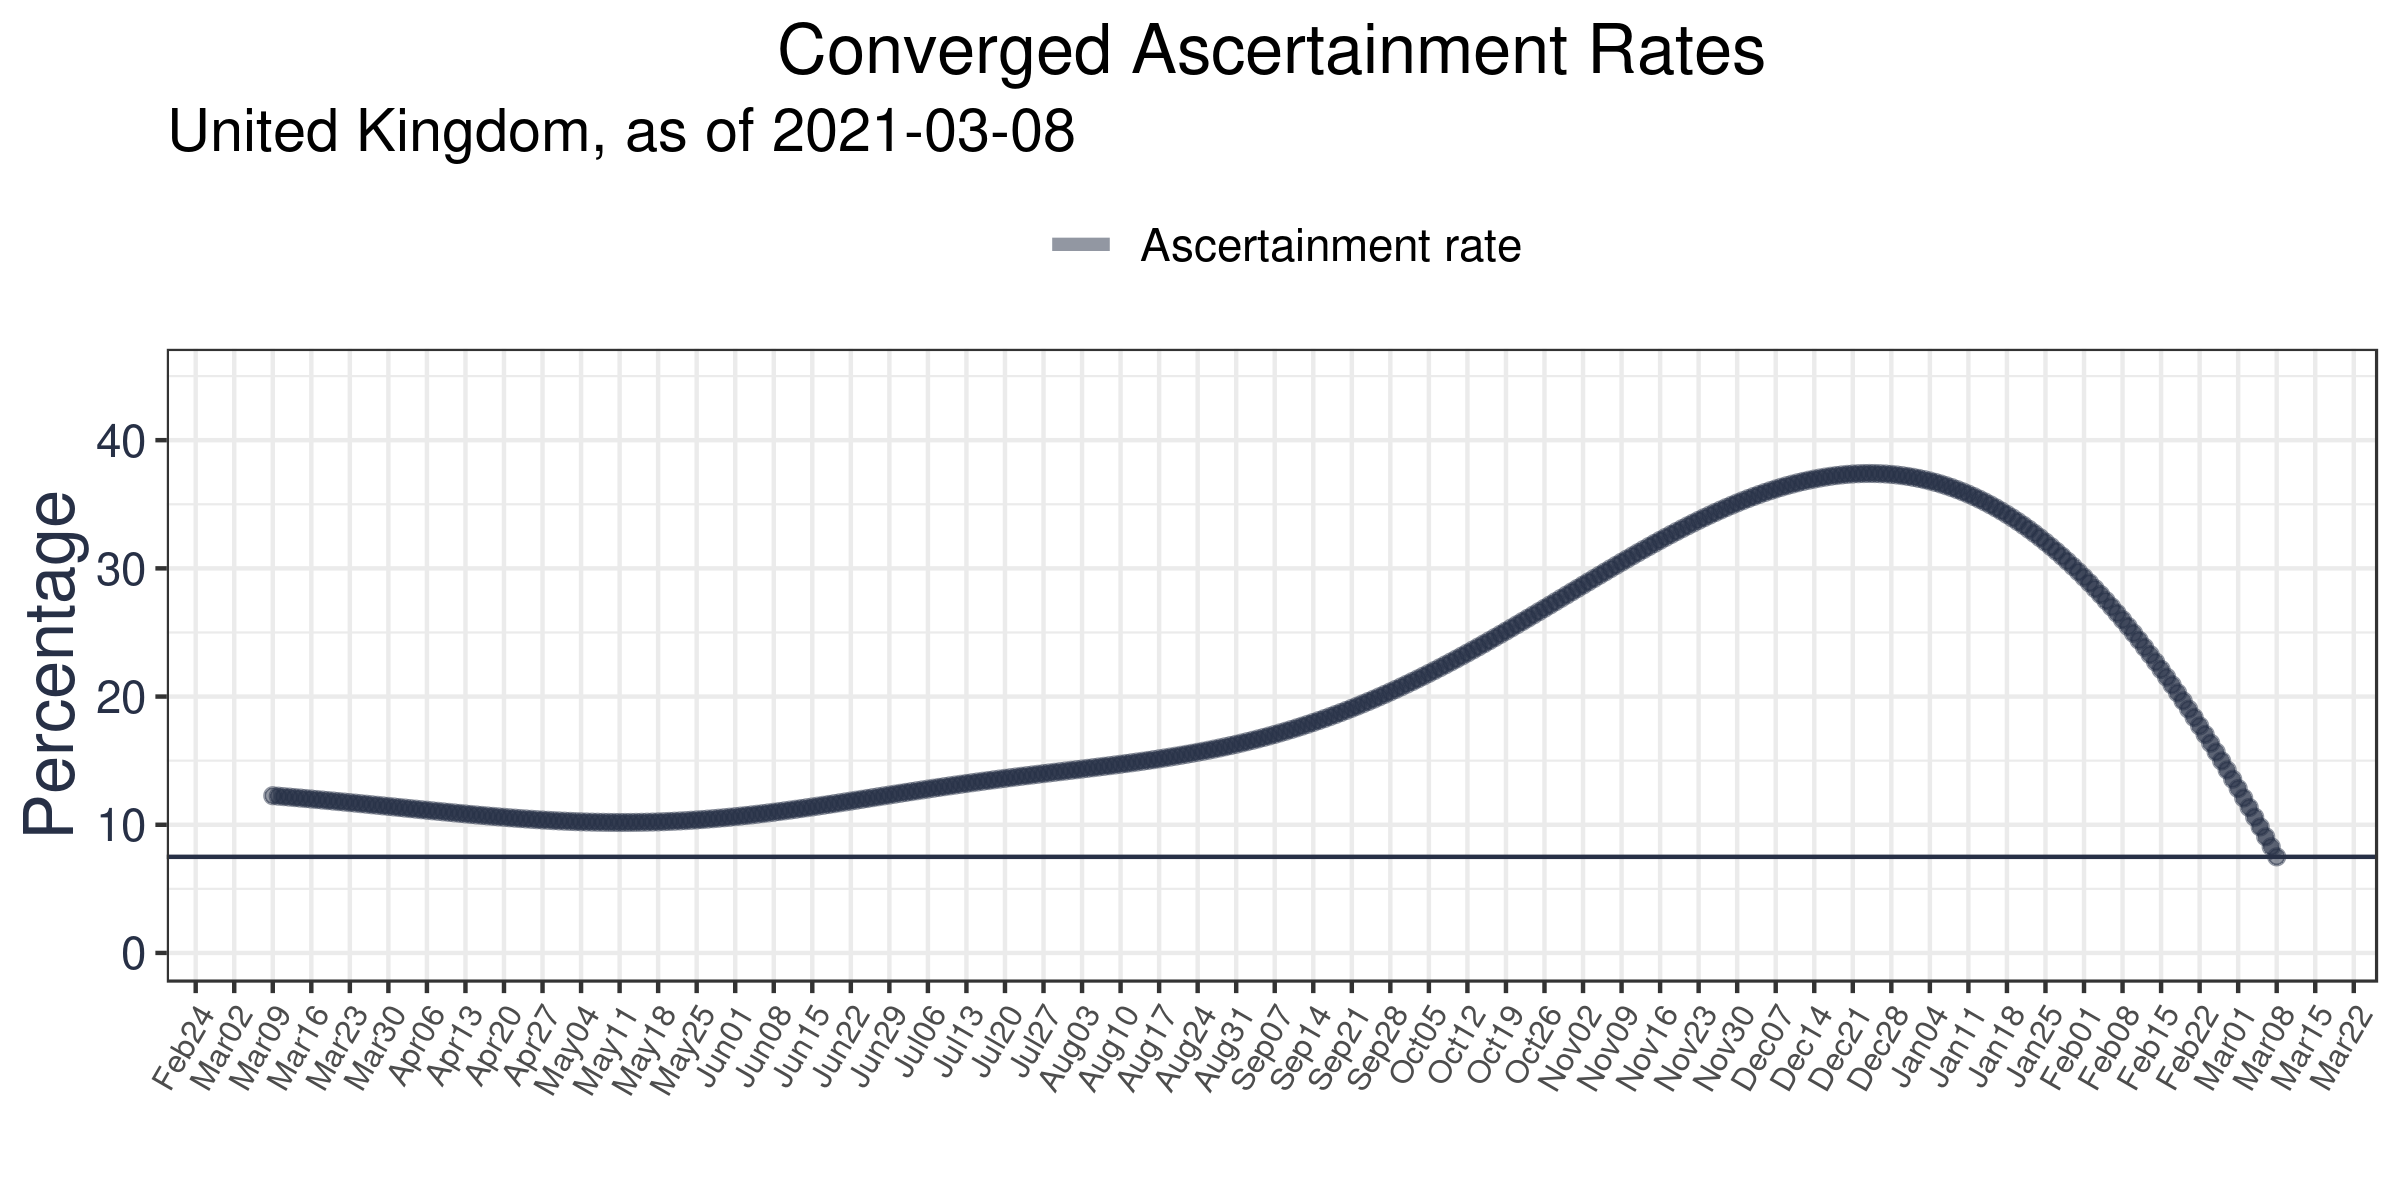 Converged Ascertainment Rates
United Kingdom, as of 2021-03-08
Ascertainment rate
Percentage
40
30
20
10
0
Feb24 Mar02 Mar09 Mar16 Mar23 Mar30 Apr06 Apr13 Apr20 Apr27 May04 May11 May18 May25 Jun01 Jun08 Jun15 Jun22 Jun29 Jul06 Jul13 Jul20 Jul27 Aug03 Aug10 Aug17 Aug24 Aug31 Sep07 Sep14 Sep21 Sep28 Oct05 Oct12 Oct19 Oct26 Nov02 Nov09 Nov16 Nov23 Nov30 Dec07 Dec14 Dec21 Dec28 Jan04 Jan11 Jan18 Jan25 Feb01 Feb08 Feb15 Feb22 Mar01 Mar08 Mar15 Mar22